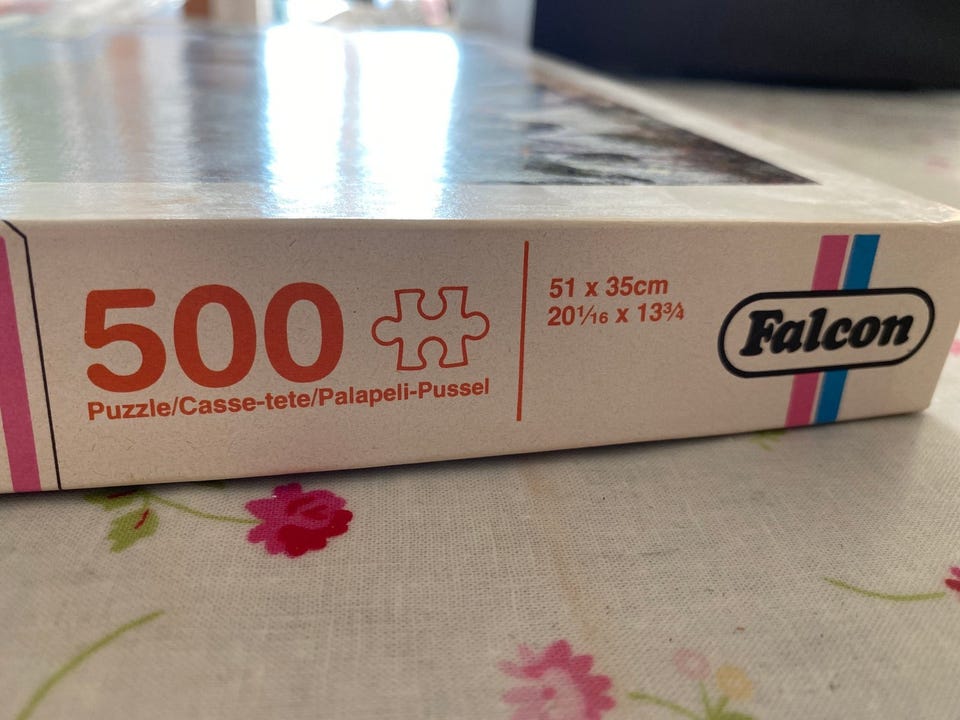 500
Puzzle/Casse-tete/Palapeli-Pussel
51 x 35cm
20 1/16 x 13 3/4
Falcon